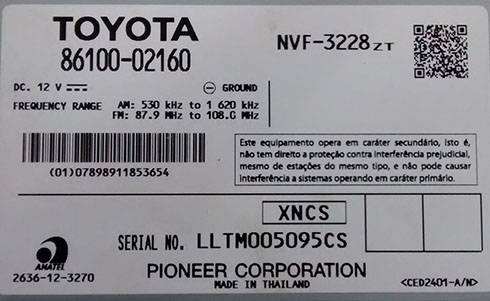 TOYOTA
86100-02160
NVF-3228 ZT
DC. 12 V
GROUND
FREQUENCY RANGE AM: 530 kHz to 1 620 kHz
FM: 87.9 MHz to 108.0 MHz
(01)07898911853654
Este equipamento opera em caráter secundário, isto é,
não tem direito a proteção contra interferência prejudicial,
mesmo de estações do mesmo tipo, e não pode causar
interferência a sistemas operando em caráter primário.
XNCS
SERIAL NO. LLTM005095CS
ANATEL
2636-12-3270
PIONEER CORPORATION
MADE IN THAILAND
<CED2401-A/N>